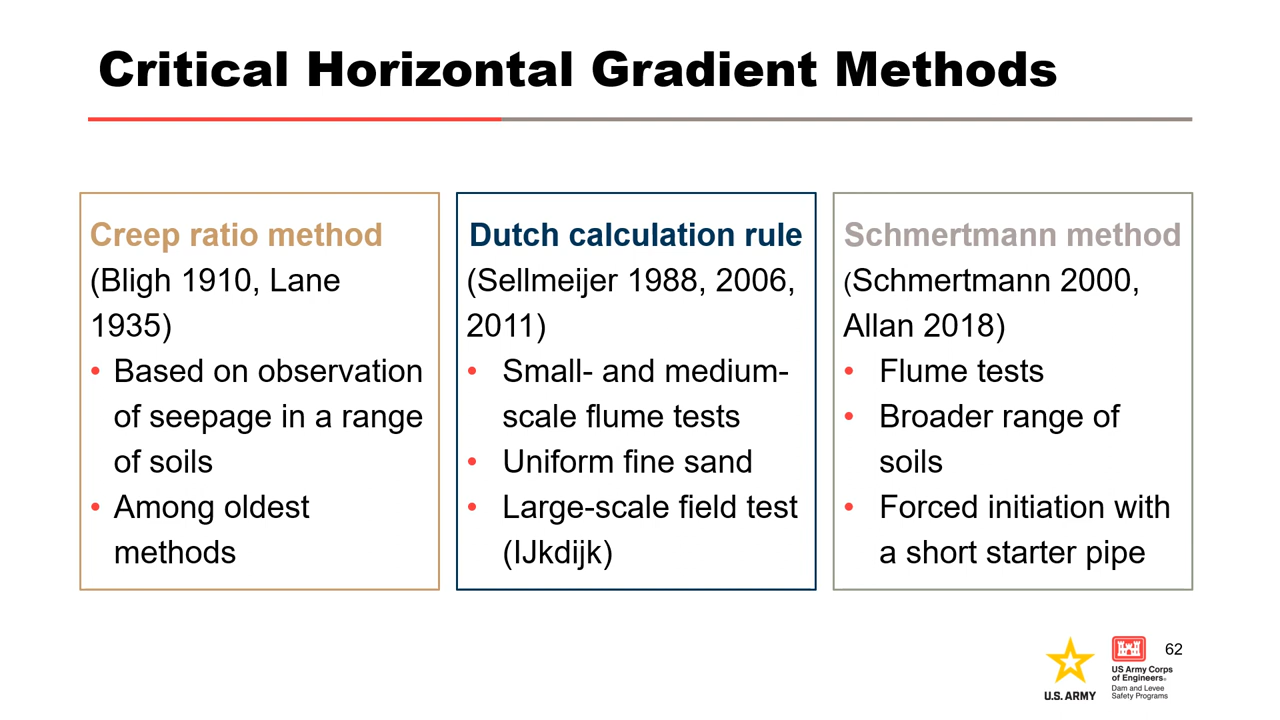 Critical Horizontal Gradient Methods
Creep ratio method
(Bligh 1910, Lane
1935)
• Based on observation
of seepage in a range
of soils
• Among oldest
methods
Dutch calculation rule
(Sellmeijer 1988, 2006,
2011)
• Small- and medium-
scale flume tests
• Uniform fine sand
• Large-scale field test
(IJkdijk)
Schmertmann method
(Schmertmann 2000,
Allan 2018)
• Flume tests
• Broader range of
soils
• Forced initiation with
a short starter pipe
U.S. ARMY
US Army Corps
of Engineers®
Dam and Levee
Safety Programs
62